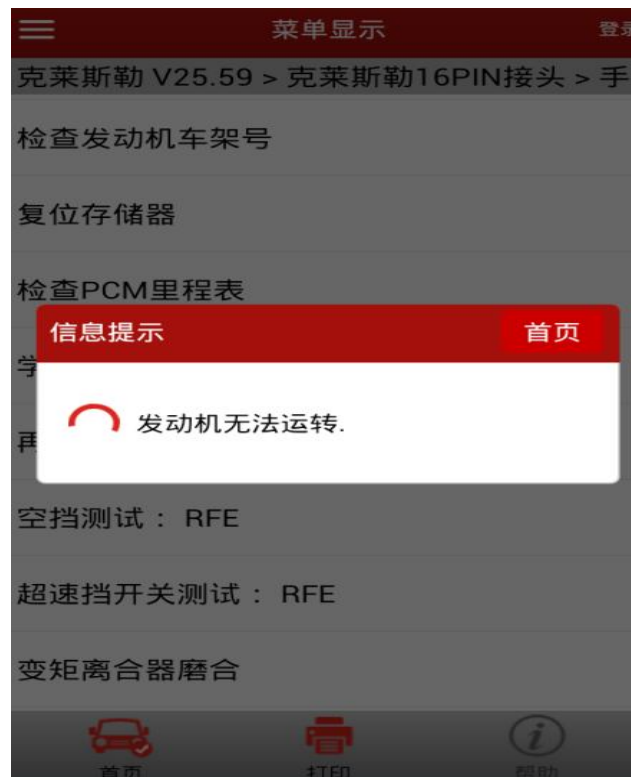 菜单显示
登录
克莱斯勒 V25.59 > 克莱斯勒16PIN接头 > 手
检查发动机车架号
复位存储器
检查PCM里程表
信息提示
首页
学
发动机无法运转.
再
空挡测试： RFE
超速挡开关测试： RFE
变矩离合器磨合
首页
打印
帮助